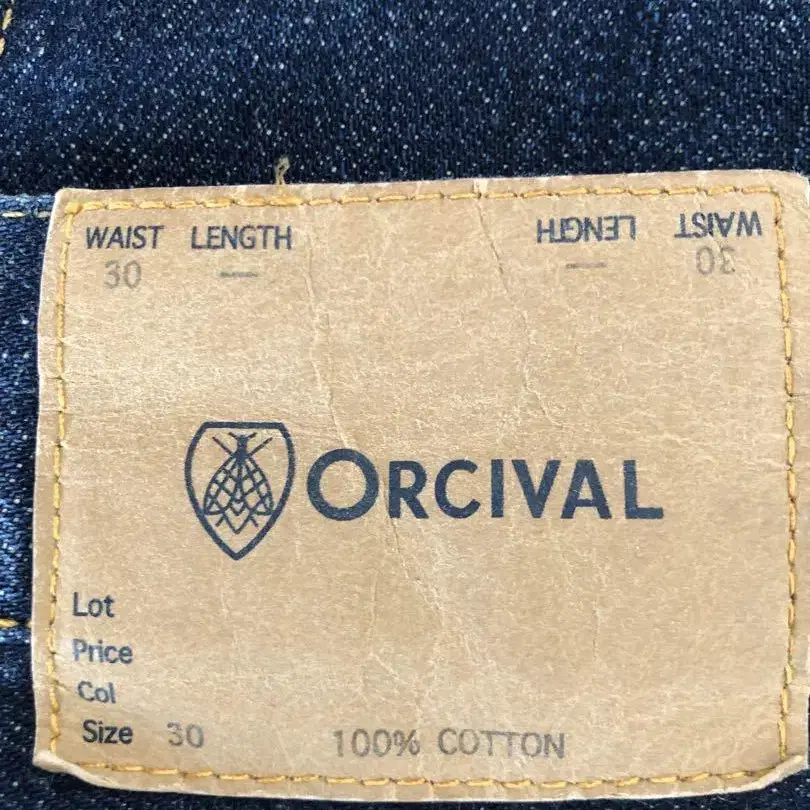 WAIST LENGTH LENGTH WAIST
30 — — 30
ORCIVAL
Lot
Price
Col
Size 30 100% COTTON